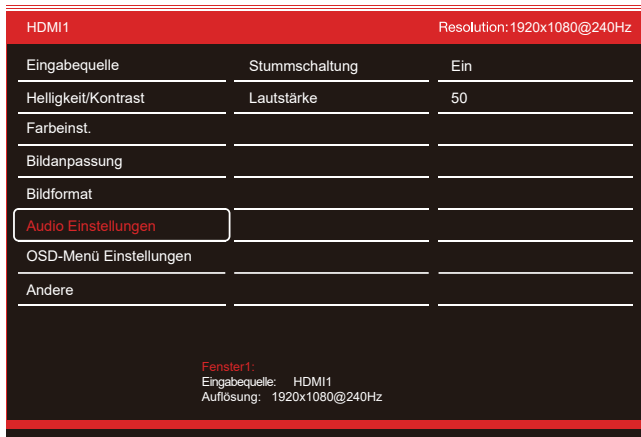 HDMI1 Resolution:1920x1080@240Hz
Eingabequelle Stummschaltung Ein
Helligkeit/Kontrast Lautstärke 50
Farbeinst.
Bildanpassung
Bildformat
Audio Einstellungen
OSD-Menü Einstellungen
Andere
Fenster1:
Eingabequelle: HDMI1
Auflösung: 1920x1080@240Hz